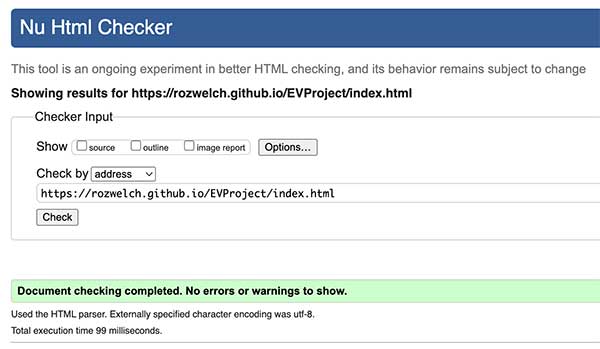 Nu Html Checker
This tool is an ongoing experiment in better HTML checking, and its behavior remains subject to change
Showing results for https://rozwelch.github.io/EVProject/index.html
Checker Input
Show source outline image report Options...
Check by address
https://rozwelch.github.io/EVProject/index.html
Check
Document checking completed. No errors or warnings to show.
Used the HTML parser. Externally specified character encoding was utf-8.
Total execution time 99 milliseconds.